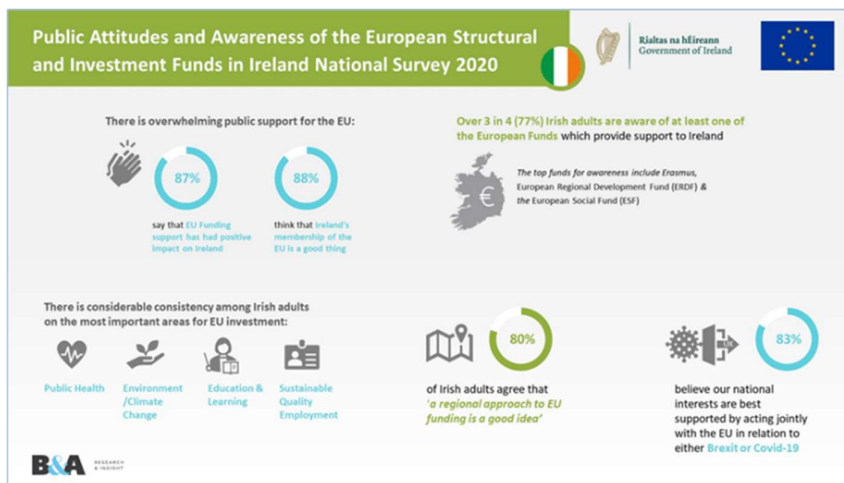 Public Attitudes and Awareness of the European Structural
and Investment Funds in Ireland National Survey 2020
Rialtas na hÉireann
Government of Ireland
There is overwhelming public support for the EU:
87%
88%
say that EU Funding
support has had positive
impact on Ireland
think that Ireland's
membership of the
EU is a good thing
Over 3 in 4 (77%) Irish adults are aware of at least one
of the European Funds which provide support to Ireland
€
The top funds for awareness include Erasmus,
European Regional Development Fund (ERDF) &
the European Social Fund (ESF)
There is considerable consistency among Irish adults
on the most important areas for EU investment:
Public Health
Environment
/Climate
Change
Education &
Learning
Sustainable
Quality
Employment
80%
of Irish adults agree that
'a regional approach to EU
funding is a good idea'
83%
believe our national
interests are best
supported by acting jointly
with the EU in relation to
either Brexit or Covid-19
B&A
RESEARCH
& INSIGHT